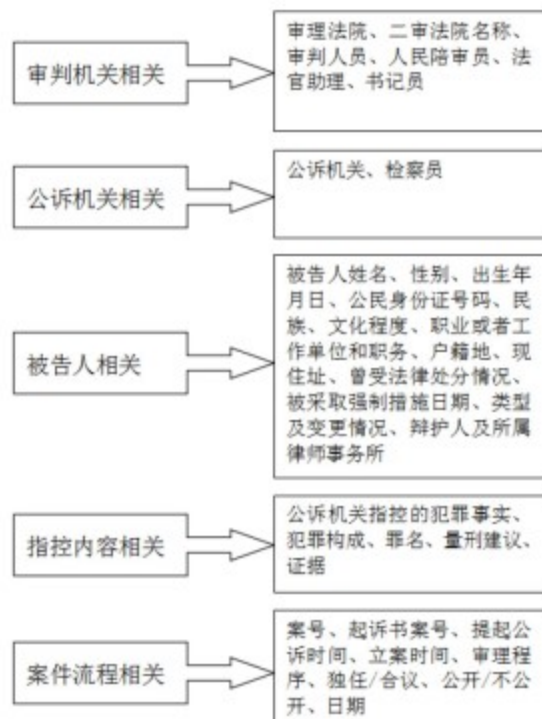 审判机关相关
审理法院、二审法院名称、
审判人员、人民陪审员、法
官助理、书记员
公诉机关相关
公诉机关、检察员
被告人相关
被告人姓名、性别、出生年
月日、公民身份证号码、民
族、文化程度、职业或者工
作单位和职务、户籍地、现
住址、曾受法律处分情况、
被采取强制措施日期、类型
及变更情况、辩护人及所属
律师事务所
指控内容相关
公诉机关指控的犯罪事实、
犯罪构成、罪名、量刑建议、
证据
案件流程相关
案号、起诉书案号、提起公
诉时间、立案时间、审理程
序、独任/合议、公开/不公
开、日期